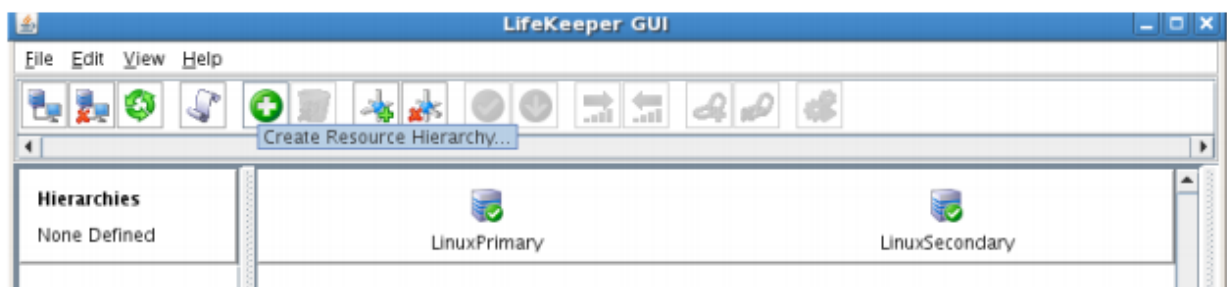 LifeKeeper GUI
File Edit View Help
Create Resource Hierarchy...
Hierarchies
None Defined
LinuxPrimary
LinuxSecondary